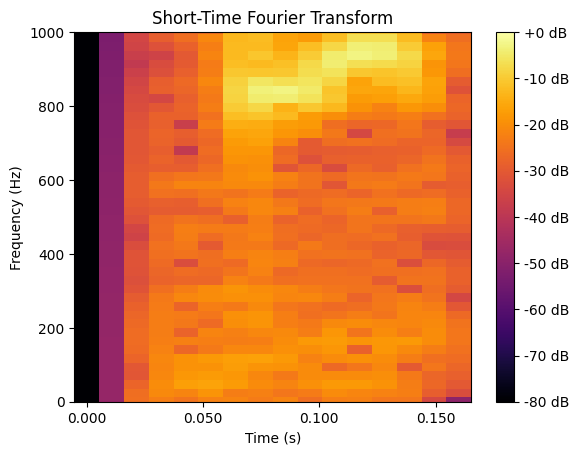 Short-Time Fourier Transform
1000
800
600
400
200
0
Frequency (Hz)
0.000
0.050
0.100
0.150
Time (s)
+0 dB
-10 dB
-20 dB
-30 dB
-40 dB
-50 dB
-60 dB
-70 dB
-80 dB